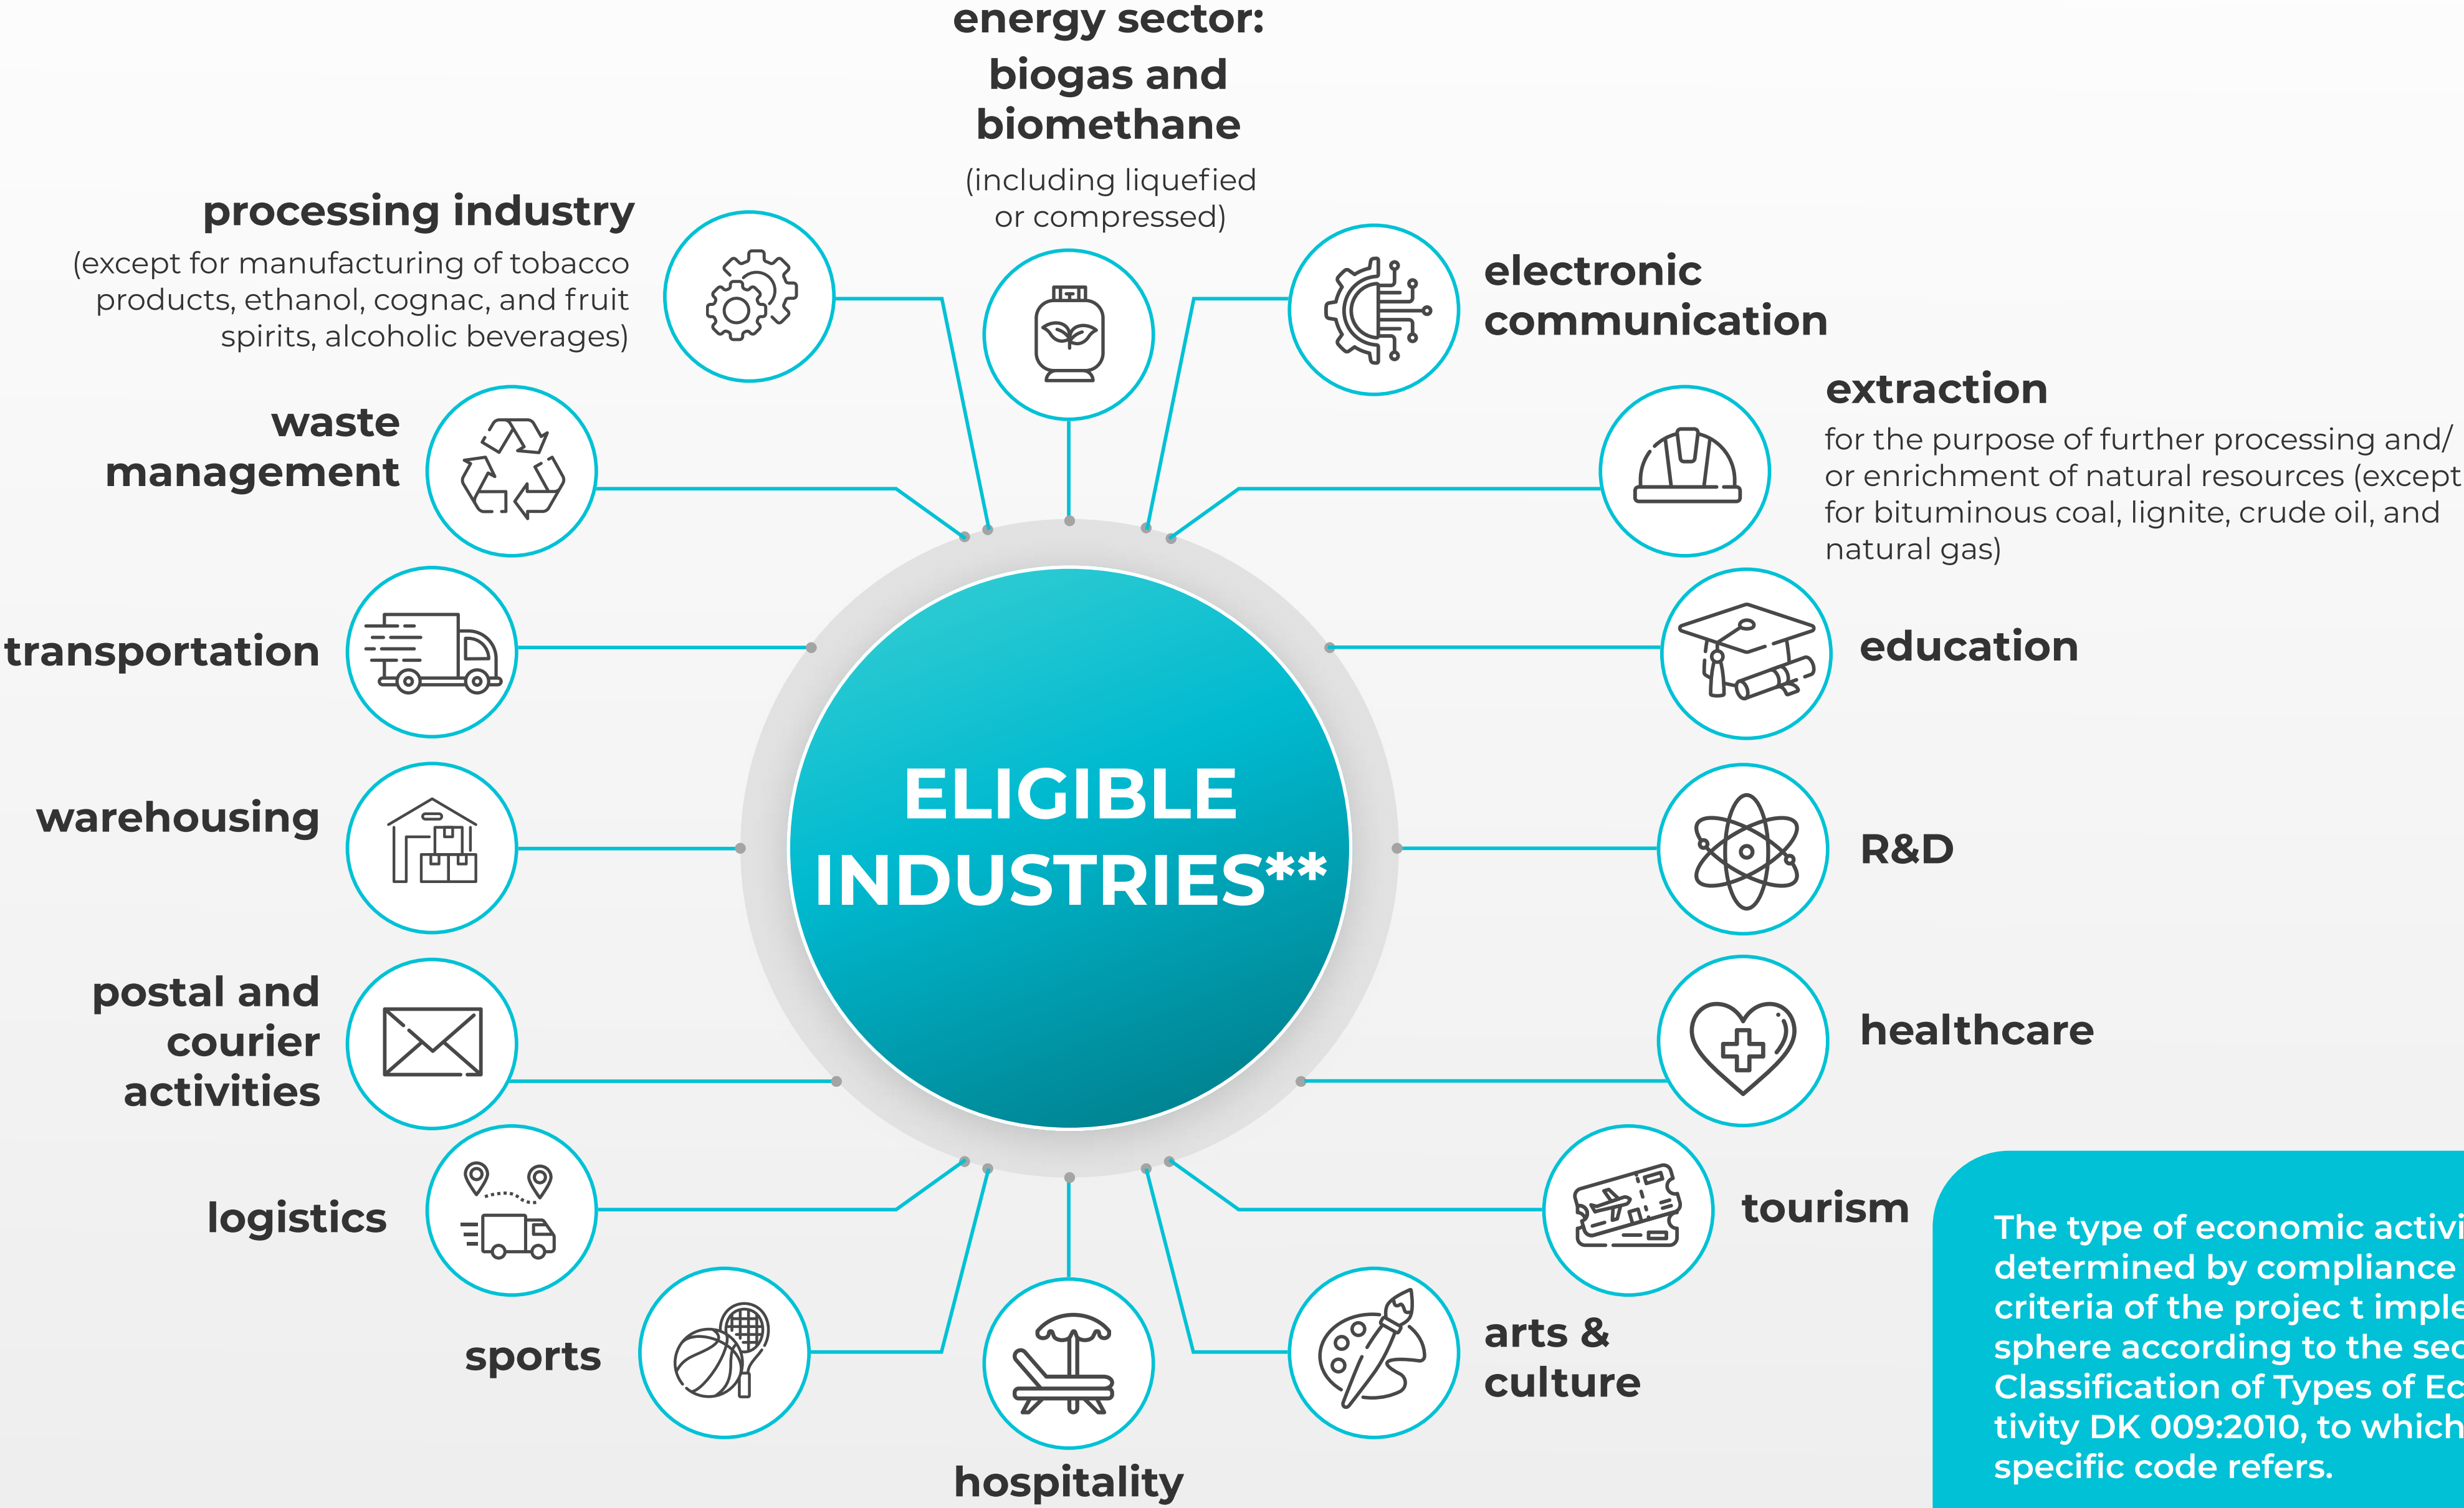 energy sector:
biogas and
biomethane
(including liquefied
or compressed)
processing industry
(except for manufacturing of tobacco
products, ethanol, cognac, and fruit
spirits, alcoholic beverages)
electronic
communication
extraction
for the purpose of further processing and/
or enrichment of natural resources (except
for bituminous coal, lignite, crude oil, and
natural gas)
waste
management
transportation
education
warehousing
ELIGIBLE
INDUSTRIES**
R&D
postal and
courier
activities
healthcare
logistics
tourism
sports
arts &
culture
hospitality
The type of economic
determined by compliance
criteria of the projec t
sphere according to the
Classification of Types of
tivity DK 009:2010, to which
specific code refers.